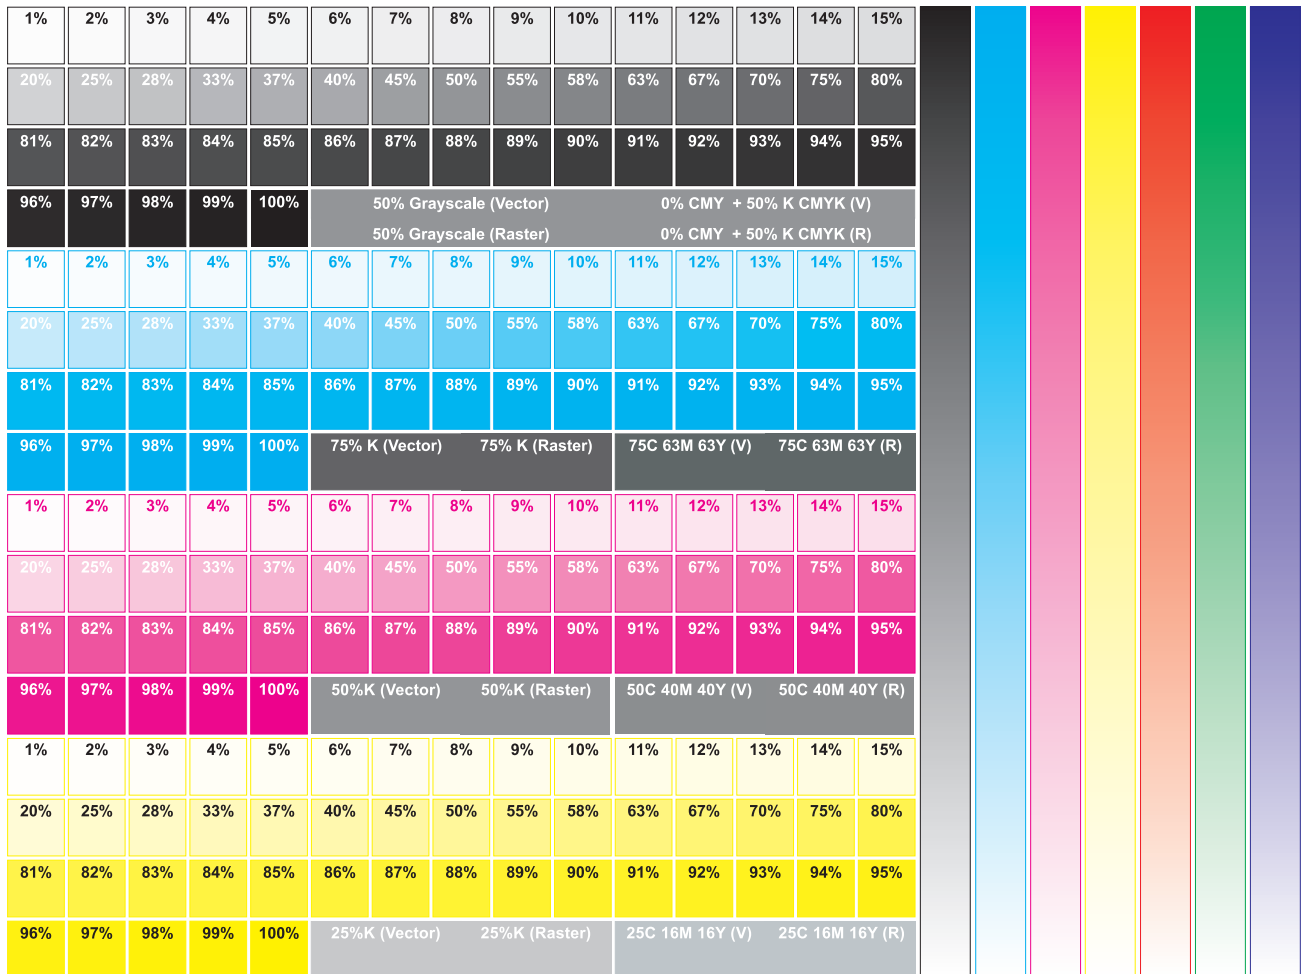 1% 2% 3% 4% 5% 6% 7% 8% 9% 10% 11% 12% 13% 14% 15%
20% 25% 28% 33% 37% 40% 45% 50% 55% 58% 63% 67% 70% 75% 80%
81% 82% 83% 84% 85% 86% 87% 88% 89% 90% 91% 92% 93% 94% 95%
96% 97% 98% 99% 100% 50% Grayscale (Vector) 0% CMY + 50% K CMYK (V)
50% Grayscale (Raster) 0% CMY + 50% K CMYK (R)
1% 2% 3% 4% 5% 6% 7% 8% 9% 10% 11% 12% 13% 14% 15%
20% 25% 28% 33% 37% 40% 45% 50% 55% 58% 63% 67% 70% 75% 80%
81% 82% 83% 84% 85% 86% 87% 88% 89% 90% 91% 92% 93% 94% 95%
96% 97% 98% 99% 100% 75% K (Vector) 75% K (Raster) 75C 63M 63Y (V) 75C 63M 63Y (R)
1% 2% 3% 4% 5% 6% 7% 8% 9% 10% 11% 12% 13% 14% 15%
20% 25% 28% 33% 37% 40% 45% 50% 55% 58% 63% 67% 70% 75% 80%
81% 82% 83% 84% 85% 86% 87% 88% 89% 90% 91% 92% 93% 94% 95%
96% 97% 98% 99% 100% 50%K (Vector) 50%K (Raster) 50C 40M 40Y (V) 50C 40M 40Y (R)
1% 2% 3% 4% 5% 6% 7% 8% 9% 10% 11% 12% 13% 14% 15%
20% 25% 28% 33% 37% 40% 45% 50% 55% 58% 63% 67% 70% 75% 80%
81% 82% 83% 84% 85% 86% 87% 88% 89% 90% 91% 92% 93% 94% 95%
96% 97% 98% 99% 100% 25%K (Vector) 25%K (Raster) 25C 16M 16Y (V) 25C 16M 16Y (R)